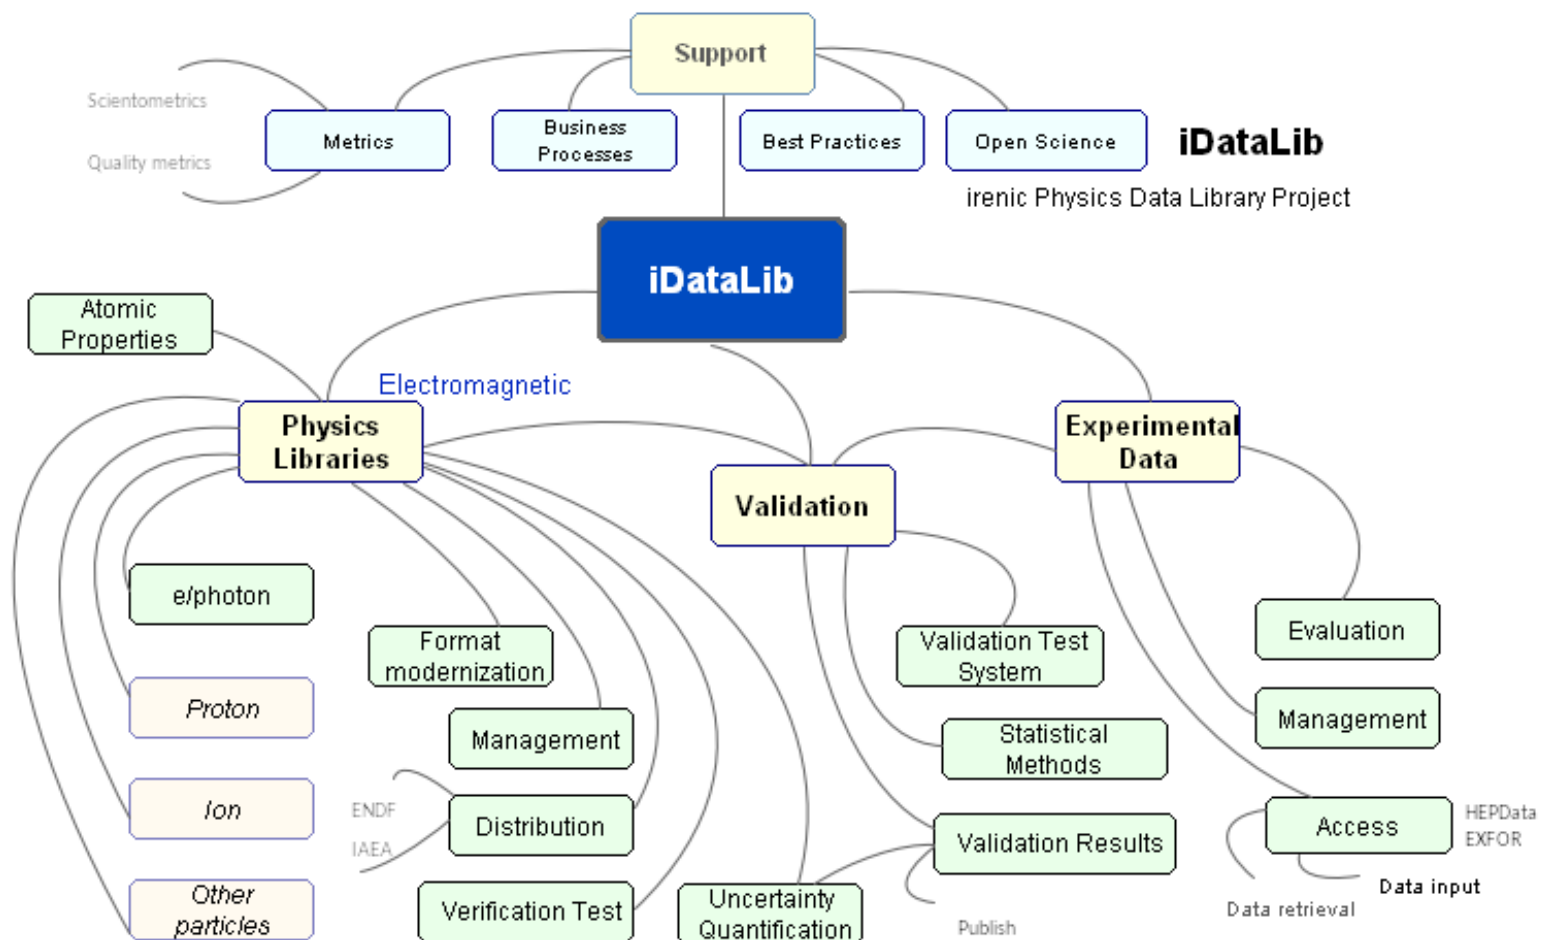 Support
Scientometrics
Metrics
Business
Processes
Best Practices
Open Science
iDataLib
Quality metrics
irenic Physics Data Library Project
iDataLib
Atomic
Properties
Electromagnetic
Physics
Libraries
Experimental
Data
Validation
e/photon
Format
modernization
Validation Test
System
Evaluation
Proton
Management
Statistical
Methods
Management
Ion
ENDF
IAEA
Distribution
Validation Results
Access
HEPData
EXFOR
Data input
Data retrieval
Other
particles
Verification Test
Uncertainty
Quantification
Publish